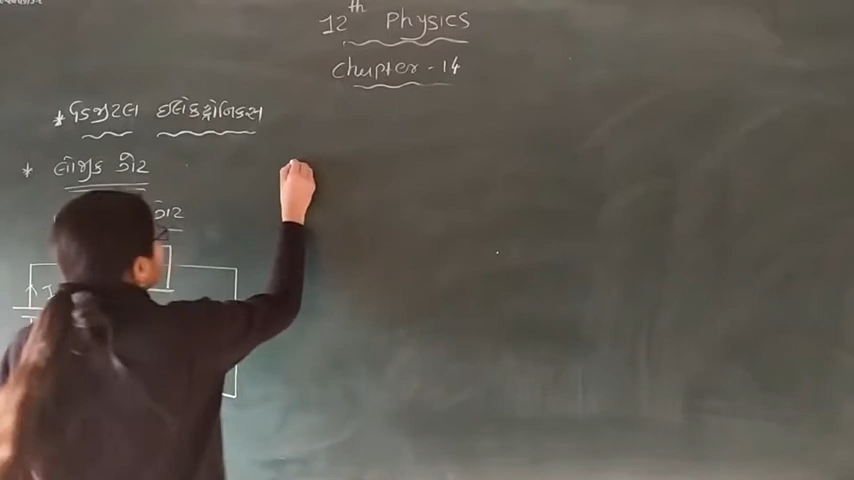 12th Physics
Chapter - 14
* ડિજીટલ ઇલેક્ટ્રોનિક્સ
* લોજીક ગેટ
ગેટ
I